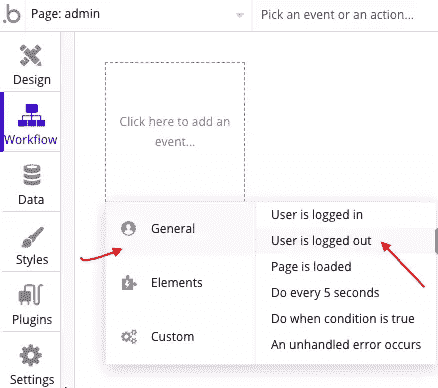 .b
Page: admin
Pick an event or an action...
Design
Workflow
Data
Styles
Plugins
Settings
Click here to add an
event...
General
Elements
Custom
User is logged in
User is logged out
Page is loaded
Do every 5 seconds
Do when condition is true
An unhandled error occurs